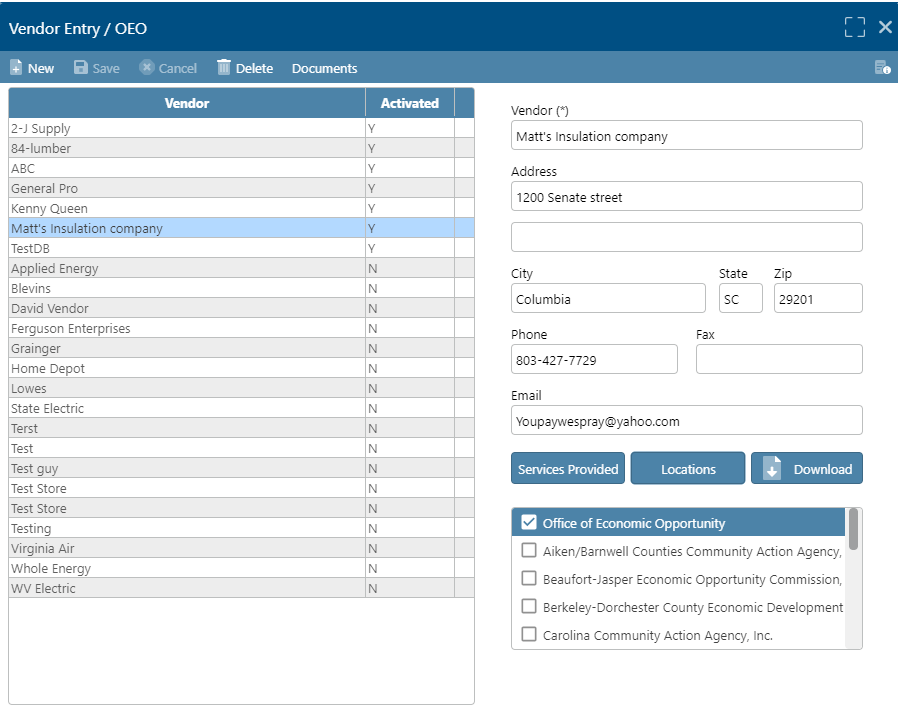 Vendor Entry / OEO
New Save Cancel Delete Documents
Vendor Activated
2-J Supply Y
84-lumber Y
ABC Y
General Pro Y
Kenny Queen Y
Matt's Insulation company Y
TestDB Y
Applied Energy N
Blevins N
David Vendor N
Ferguson Enterprises N
Grainger N
Home Depot N
Lowes N
State Electric N
Terst N
Test N
Test guy N
Test Store N
Test Store N
Testing N
Virginia Air N
Whole Energy N
WV Electric N
Vendor (*)
Matt's Insulation company
Address
1200 Senate street
City State Zip
Columbia SC 29201
Phone Fax
803-427-7729
Email
Youpaywespray@yahoo.com
Services Provided Locations Download
Office of Economic Opportunity
Aiken/Barnwell Counties Community Action Agency,
Beaufort-Jasper Economic Opportunity Commission,
Berkeley-Dorchester County Economic Development
Carolina Community Action Agency, Inc.